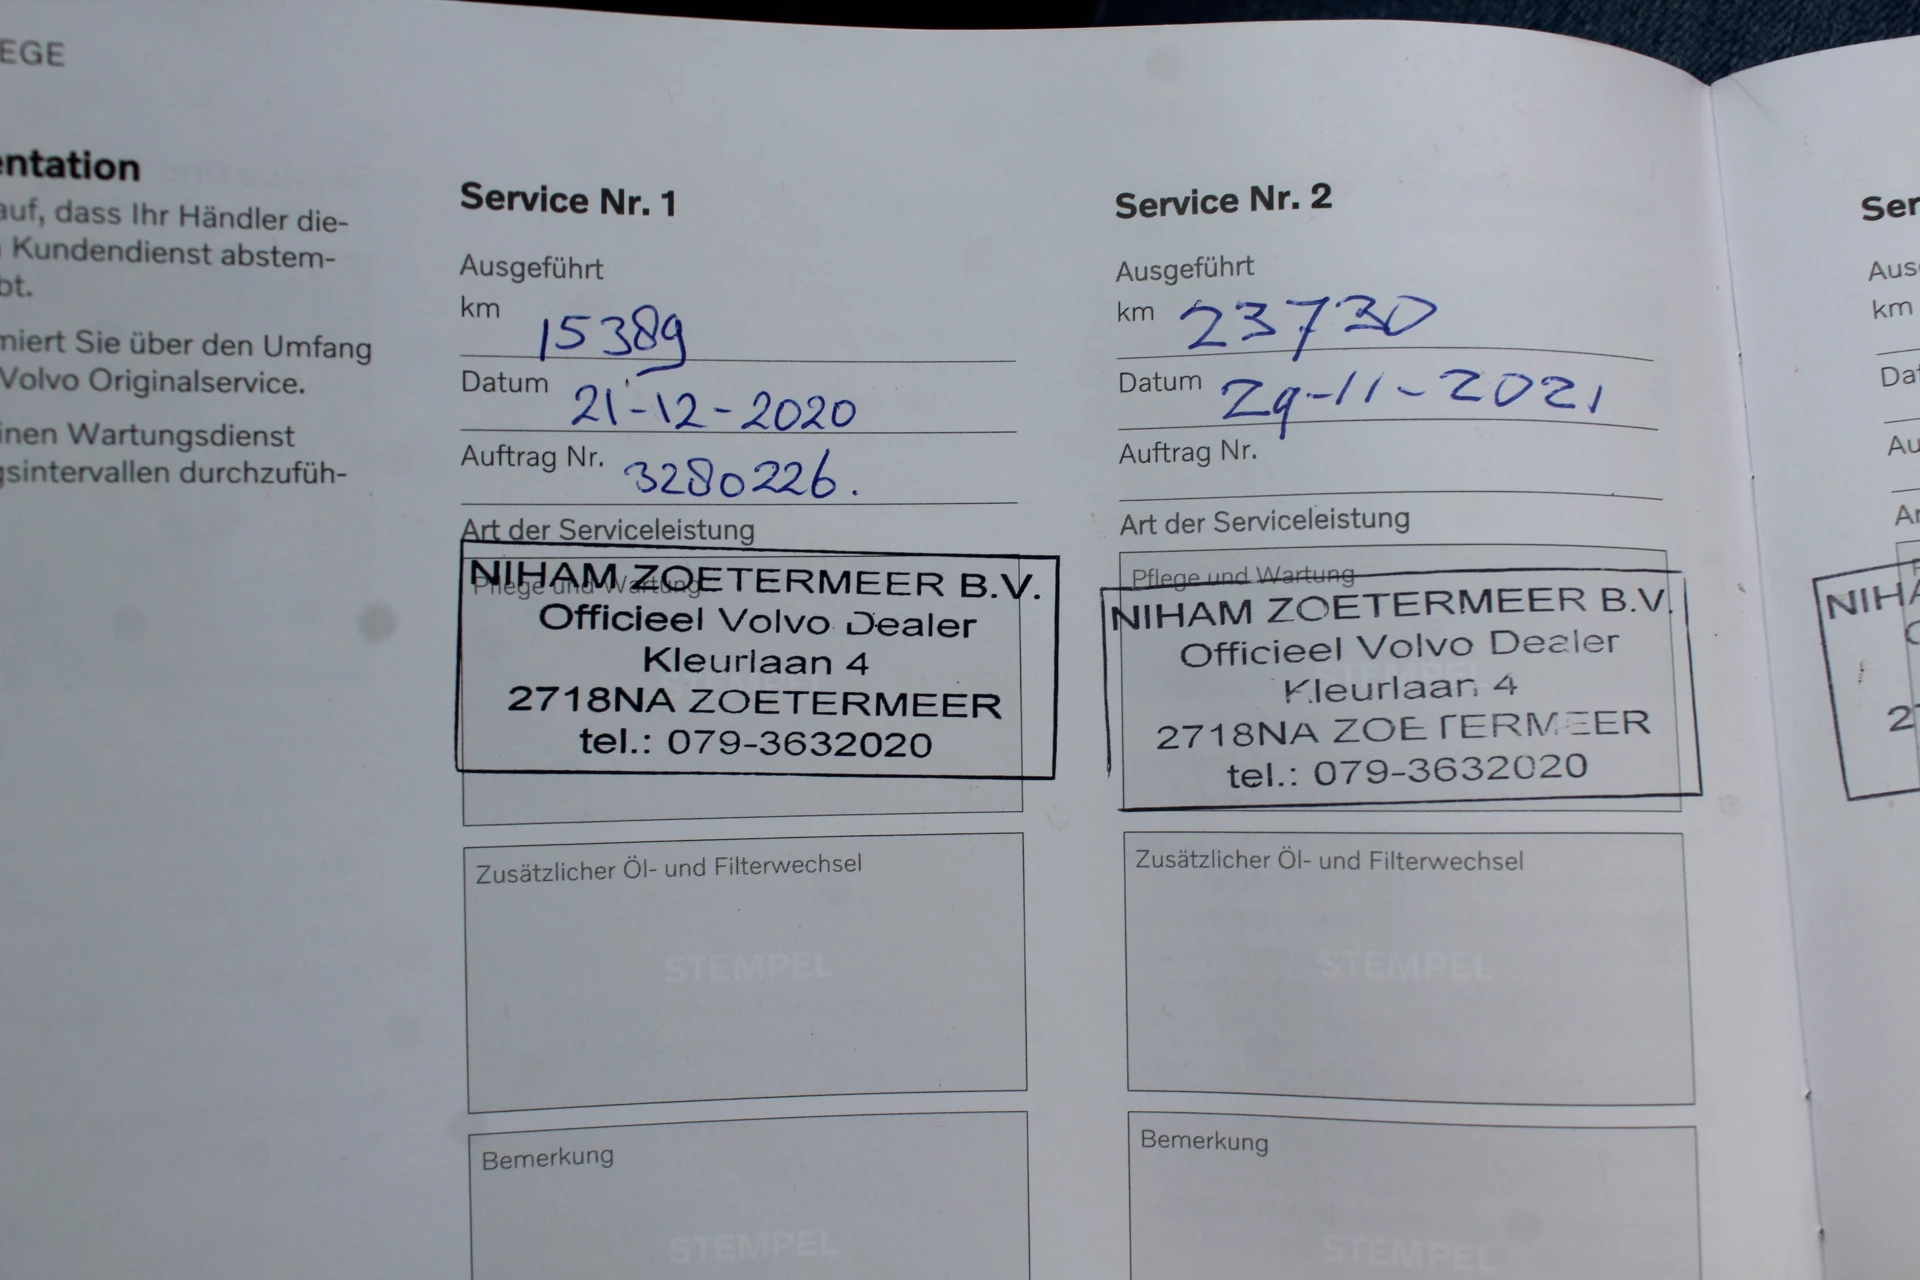 EGE
entation
auf, dass Ihr Händler die-
Kundendienst abstem-
bt.
miert Sie über den Umfang
Volvo Originalservice.
inen Wartungsdienst
gsintervallen durchzufüh-
Service Nr. 1
Ausgeführt
km 15389
Datum 21-12-2020
Auftrag Nr. 3280226.
Art der Serviceleistung
Pflege und Wartung
NIHAM ZOETERMEER B.V.
Officieel Volvo Dealer
Kleurlaan 4
2718NA ZOETERMEER
tel.: 079-3632020
Zusätzlicher Öl- und Filterwechsel
STEMPEL
Bemerkung
STEMPEL
Service Nr. 2
Ausgeführt
km 23730
Datum 29-11-2021
Auftrag Nr.
Art der Serviceleistung
Pflege und Wartung
NIHAM ZOETERMEER B.V.
Officieel Volvo Dealer
Kleurlaan 4
2718NA ZOETERMEER
tel.: 079-3632020
Zusätzlicher Öl- und Filterwechsel
STEMPEL
Bemerkung
STEMPEL
Ser
Ausg
km
Dat
Au
Ar
NIHA
27